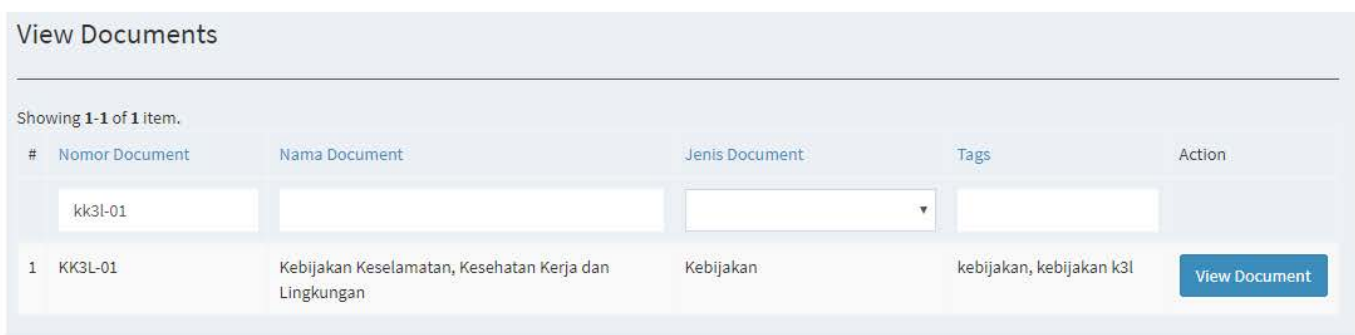 View Documents
Showing 1-1 of 1 item.
# Nomor Document Nama Document Jenis Document Tags Action
kk3l-01
1 KK3L-01 Kebijakan Keselamatan, Kesehatan Kerja dan Kebijakan kebijakan, kebijakan k3l View Document
Lingkungan